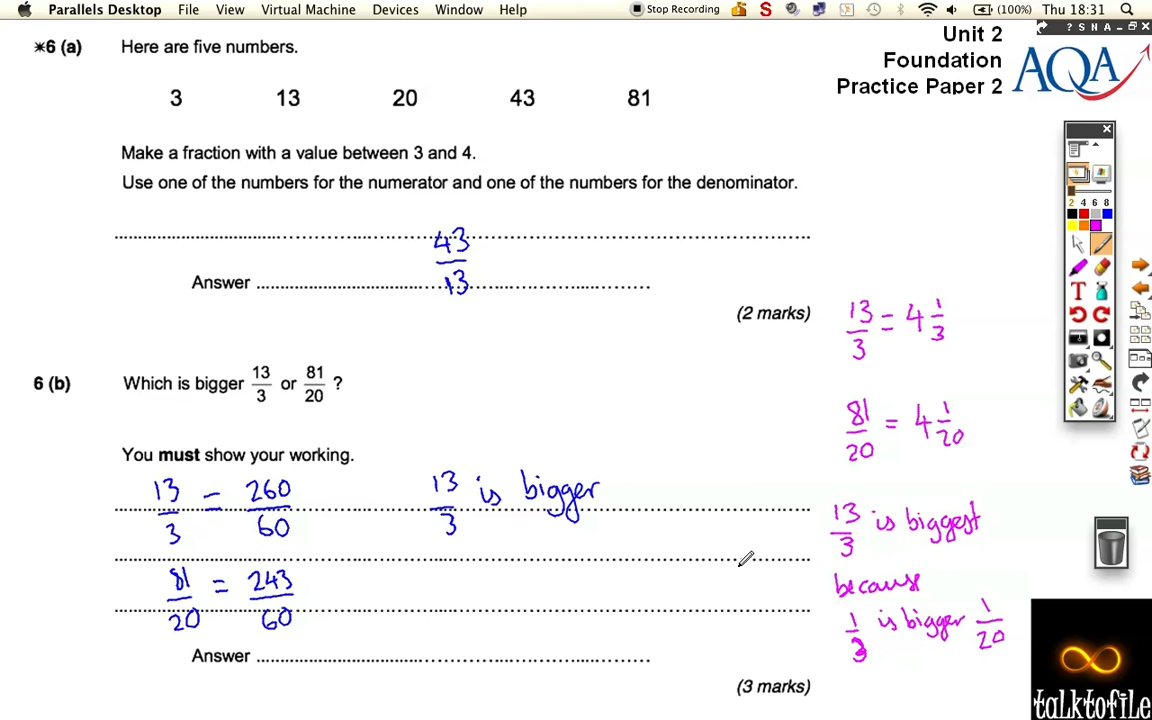 Parallels Desktop File View Virtual Machine Devices Window Help Stop Recording S (100%) Thu 18:31
? S N A
Unit 2
Foundation
Practice Paper 2
AQA
✶6 (a) Here are five numbers.
3 13 20 43 81
Make a fraction with a value between 3 and 4.
Use one of the numbers for the numerator and one of the numbers for the denominator.
43
Answer 13
(2 marks)
6 (b) Which is bigger 13/3 or 81/20 ?
You must show your working.
13/3 = 260/60 13/3 is bigger
81/20 = 243/60
Answer
(3 marks)
13/3 = 4 1/3
81/20 = 4 1/20
13/3 is biggest
because
1/3 is bigger 1/20
2 4 6 8
T
talktofile